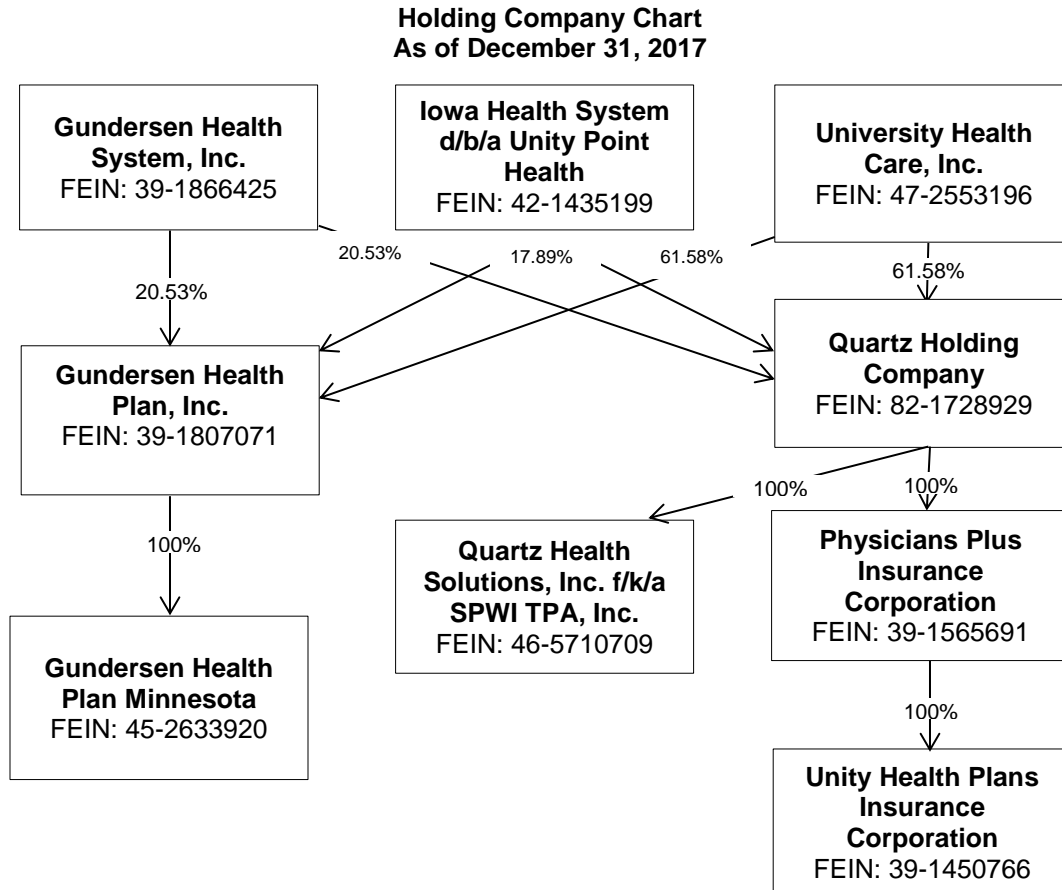 Holding Company Chart
As of December 31, 2017
Gundersen Health
System, Inc.
FEIN: 39-1866425
Iowa Health System
d/b/a Unity Point
Health
FEIN: 42-1435199
University Health
Care, Inc.
FEIN: 47-2553196
20.53%
20.53%
17.89%
61.58%
61.58%
Gundersen Health
Plan, Inc.
FEIN: 39-1807071
Quartz Holding
Company
FEIN: 82-1728929
100%
100%
100%
Quartz Health
Solutions, Inc. f/k/a
SPWI TPA, Inc.
FEIN: 46-5710709
Physicians Plus
Insurance
Corporation
FEIN: 39-1565691
Gundersen Health
Plan Minnesota
FEIN: 45-2633920
100%
Unity Health Plans
Insurance
Corporation
FEIN: 39-1450766